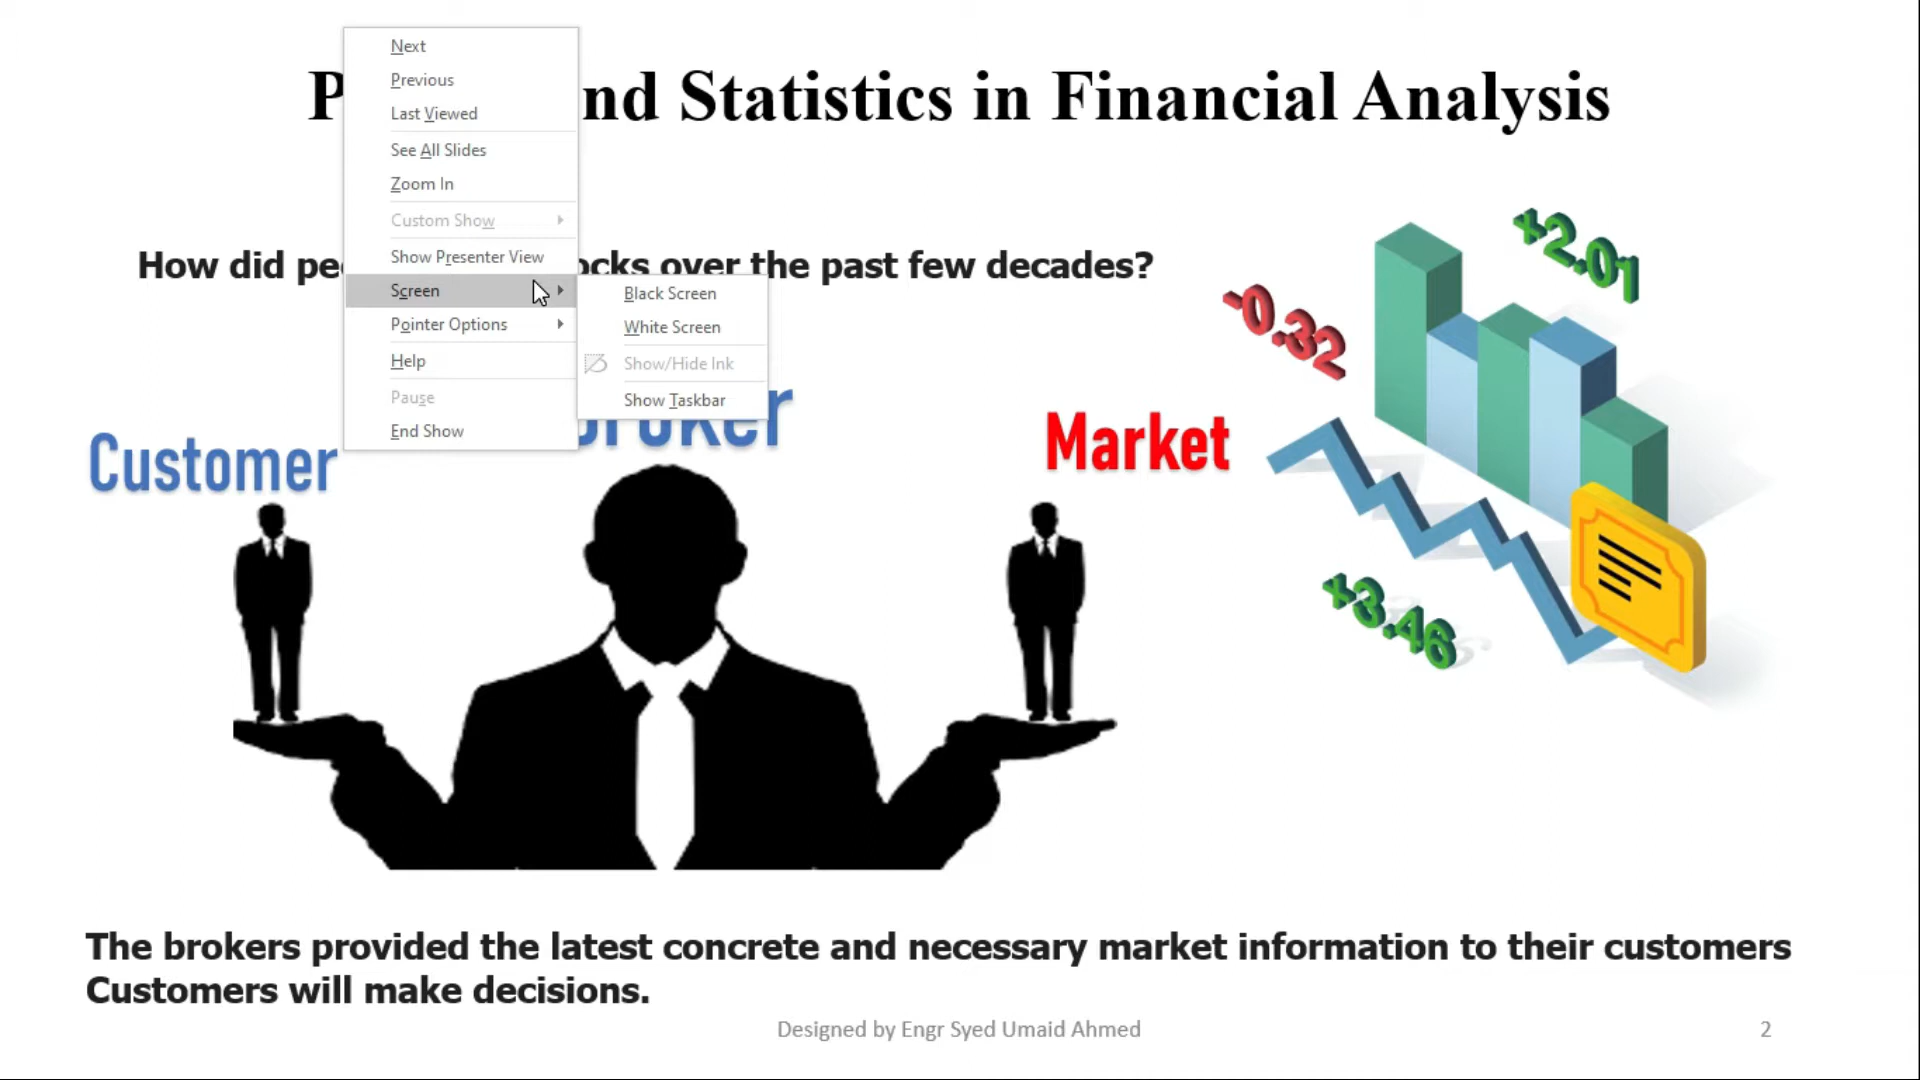 Next
Previous
Last Viewed
See All Slides
Zoom In
Custom Show
Show Presenter View
Screen
Pointer Options
Help
Pause
End Show
Black Screen
White Screen
Show/Hide Ink
Show Taskbar
nd Statistics in Financial Analysis
How did over the past few decades?
+2.01
-0.32
Customer
Broker
Market
+3.46
The brokers provided the latest concrete and necessary market information to their customers
Customers will make decisions.
Designed by Engr Syed Umaid Ahmed
2